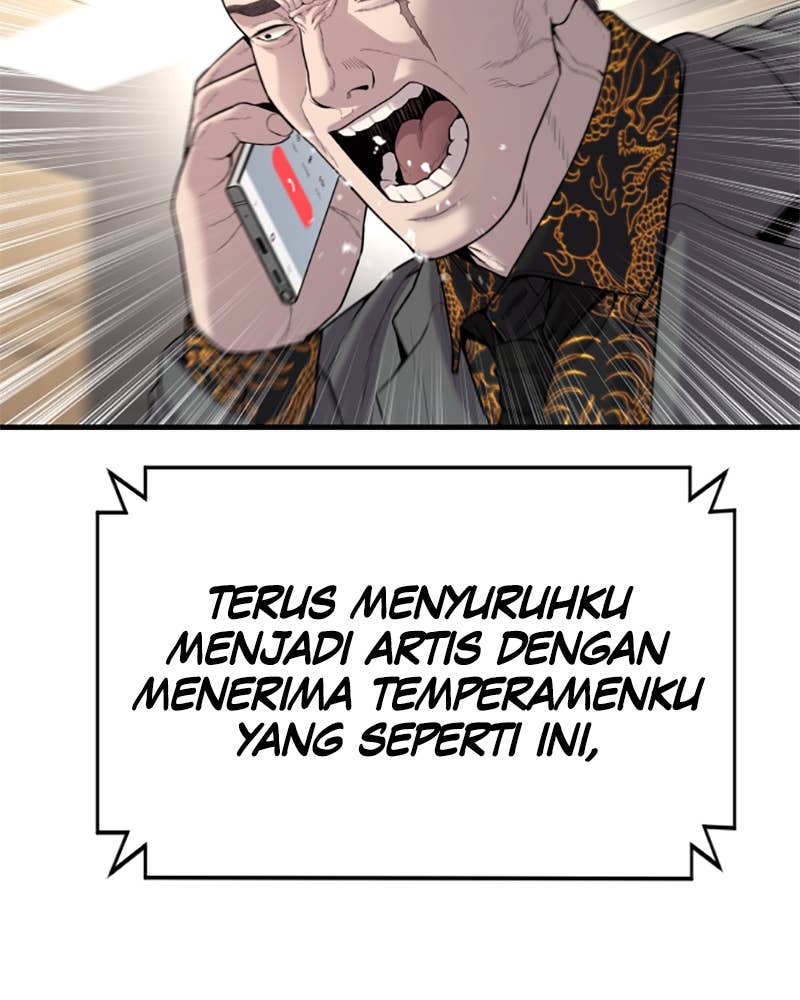 TERUS MENYURUHKU
MENJADI ARTIS DENGAN
MENERIMA TEMPERAMENKU
YANG SEPERTI INI,